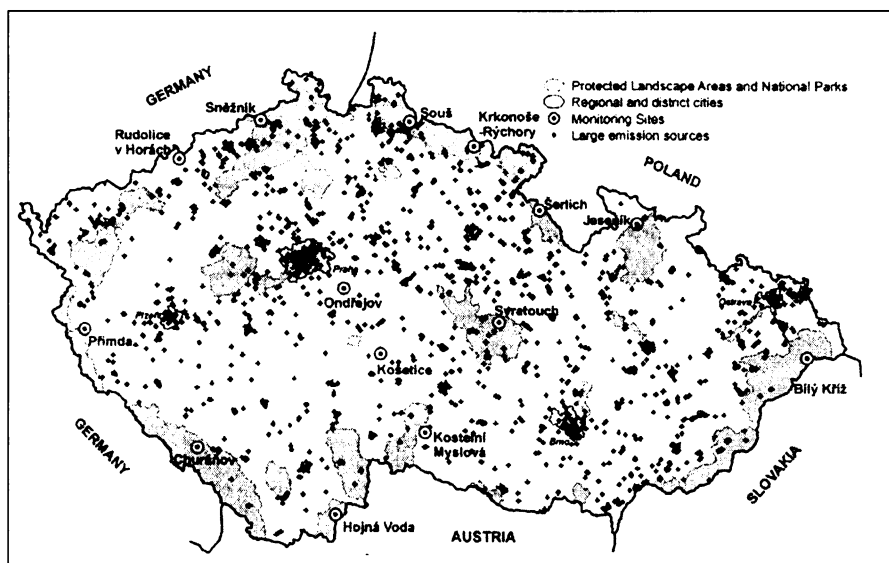 GERMANY
Sněžník
Souš
Krkonoše
-Rýchory
Rudolice
v Horách
Protected Landscape Areas and National Parks
Regional and district cities
Monitoring Sites
Large emission sources
POLAND
Šerlich
Jeseník
Praha
Ondřejov
Ostrava
Plzeň
Přimda
Svratouch
Košetice
Bílý Kříž
GERMANY
Churáňov
Kostelní
Myslová
Brno
SLOVAKIA
Hojná Voda
AUSTRIA